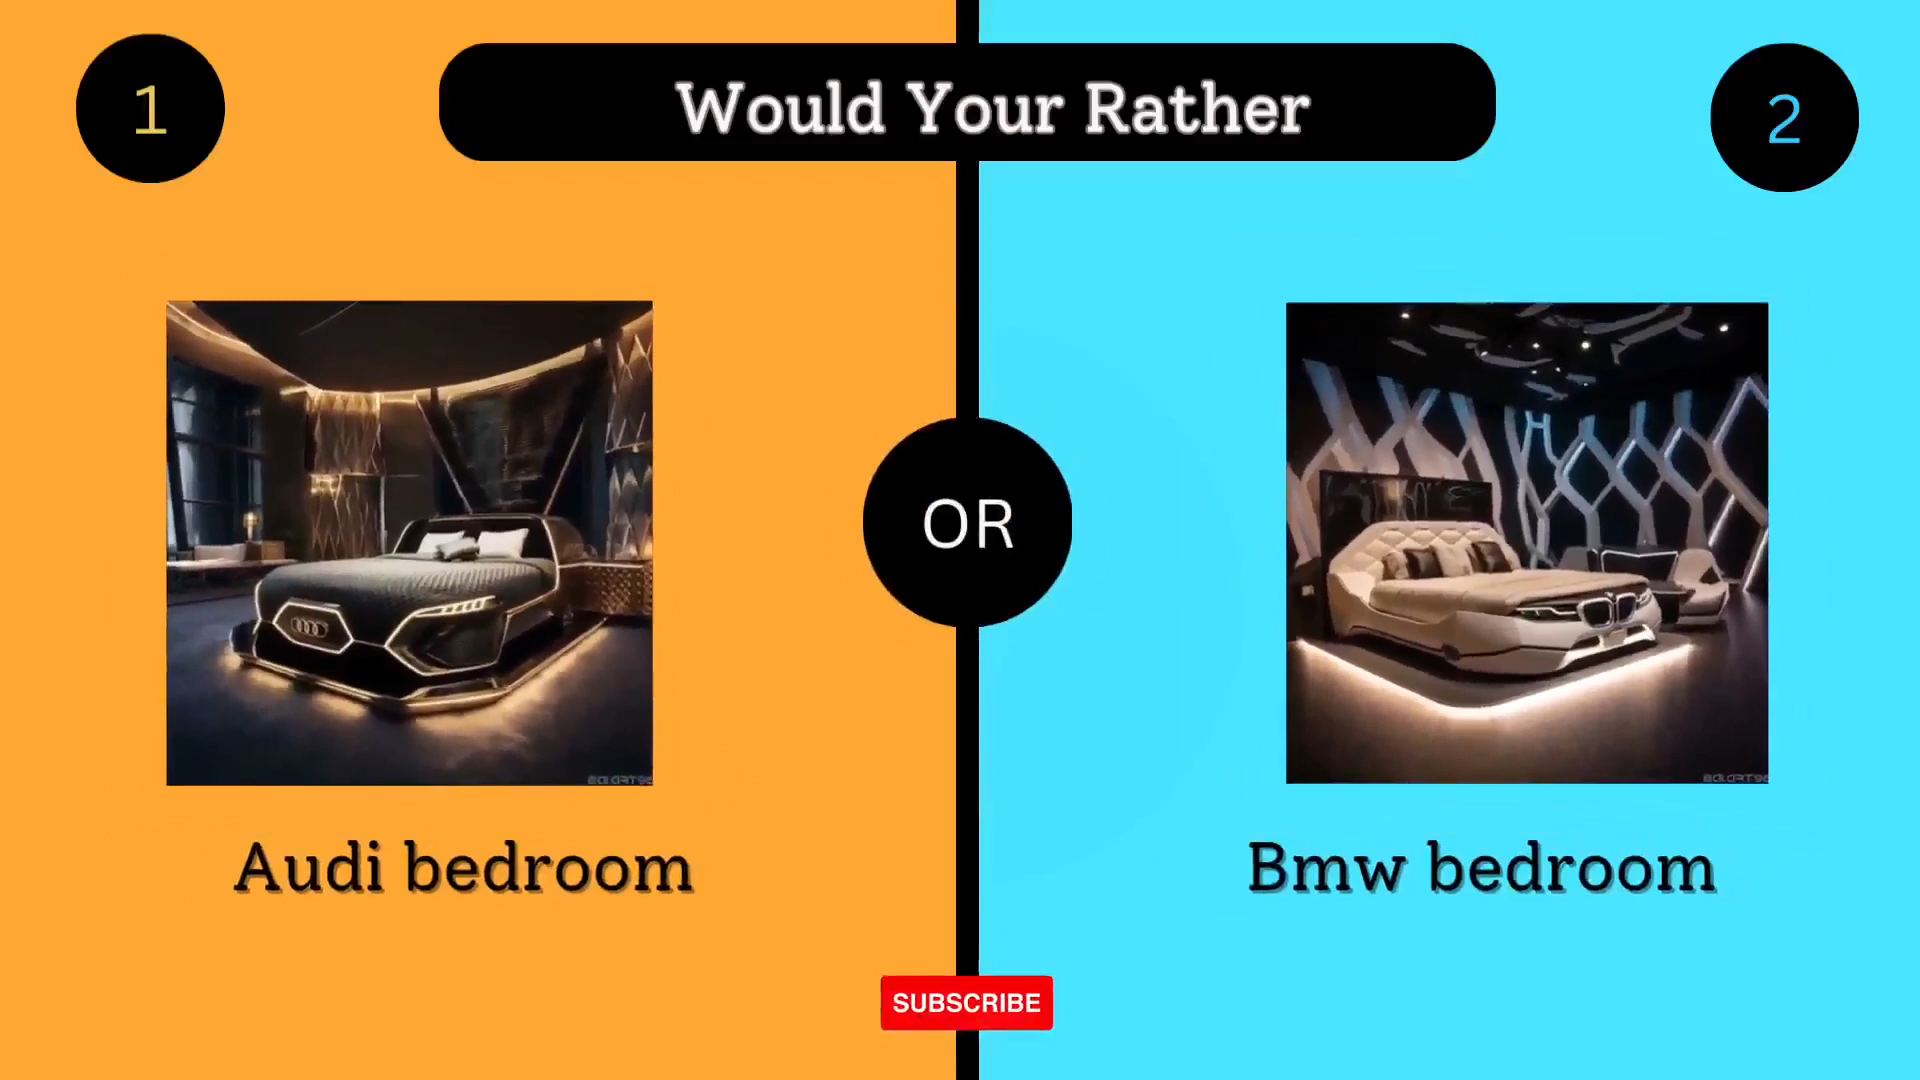 1
Would Your Rather
2
OR
Audi bedroom
Bmw bedroom
SUBSCRIBE